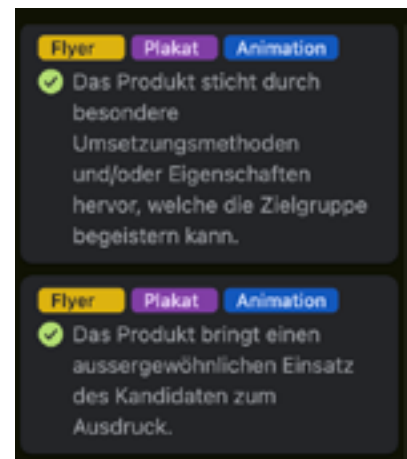 Flyer Plakat Animation
Das Produkt sticht durch
besondere
Umsetzungsmethoden
und/oder Eigenschaften
hervor, welche die Zielgruppe
begeistern kann.
Flyer Plakat Animation
Das Produkt bringt einen
aussergewöhnlichen Einsatz
des Kandidaten zum
Ausdruck.